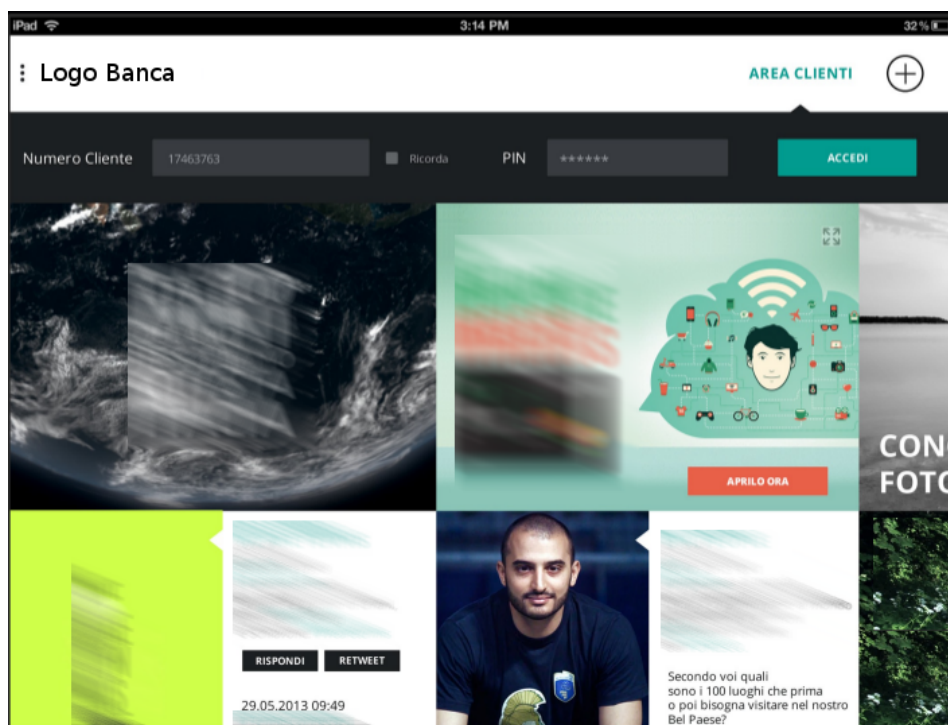 iPad 3:14 PM 32%
Logo Banca
AREA CLIENTI
Numero Cliente 17463763 Ricorda PIN ****** ACCEDI
APRILO ORA
CON
FOTO
RISPONDI RETWEET
29.05.2013 09:49
Secondo voi quali
sono i 100 luoghi che prima
o poi bisogna visitare nel nostro
Bel Paese?